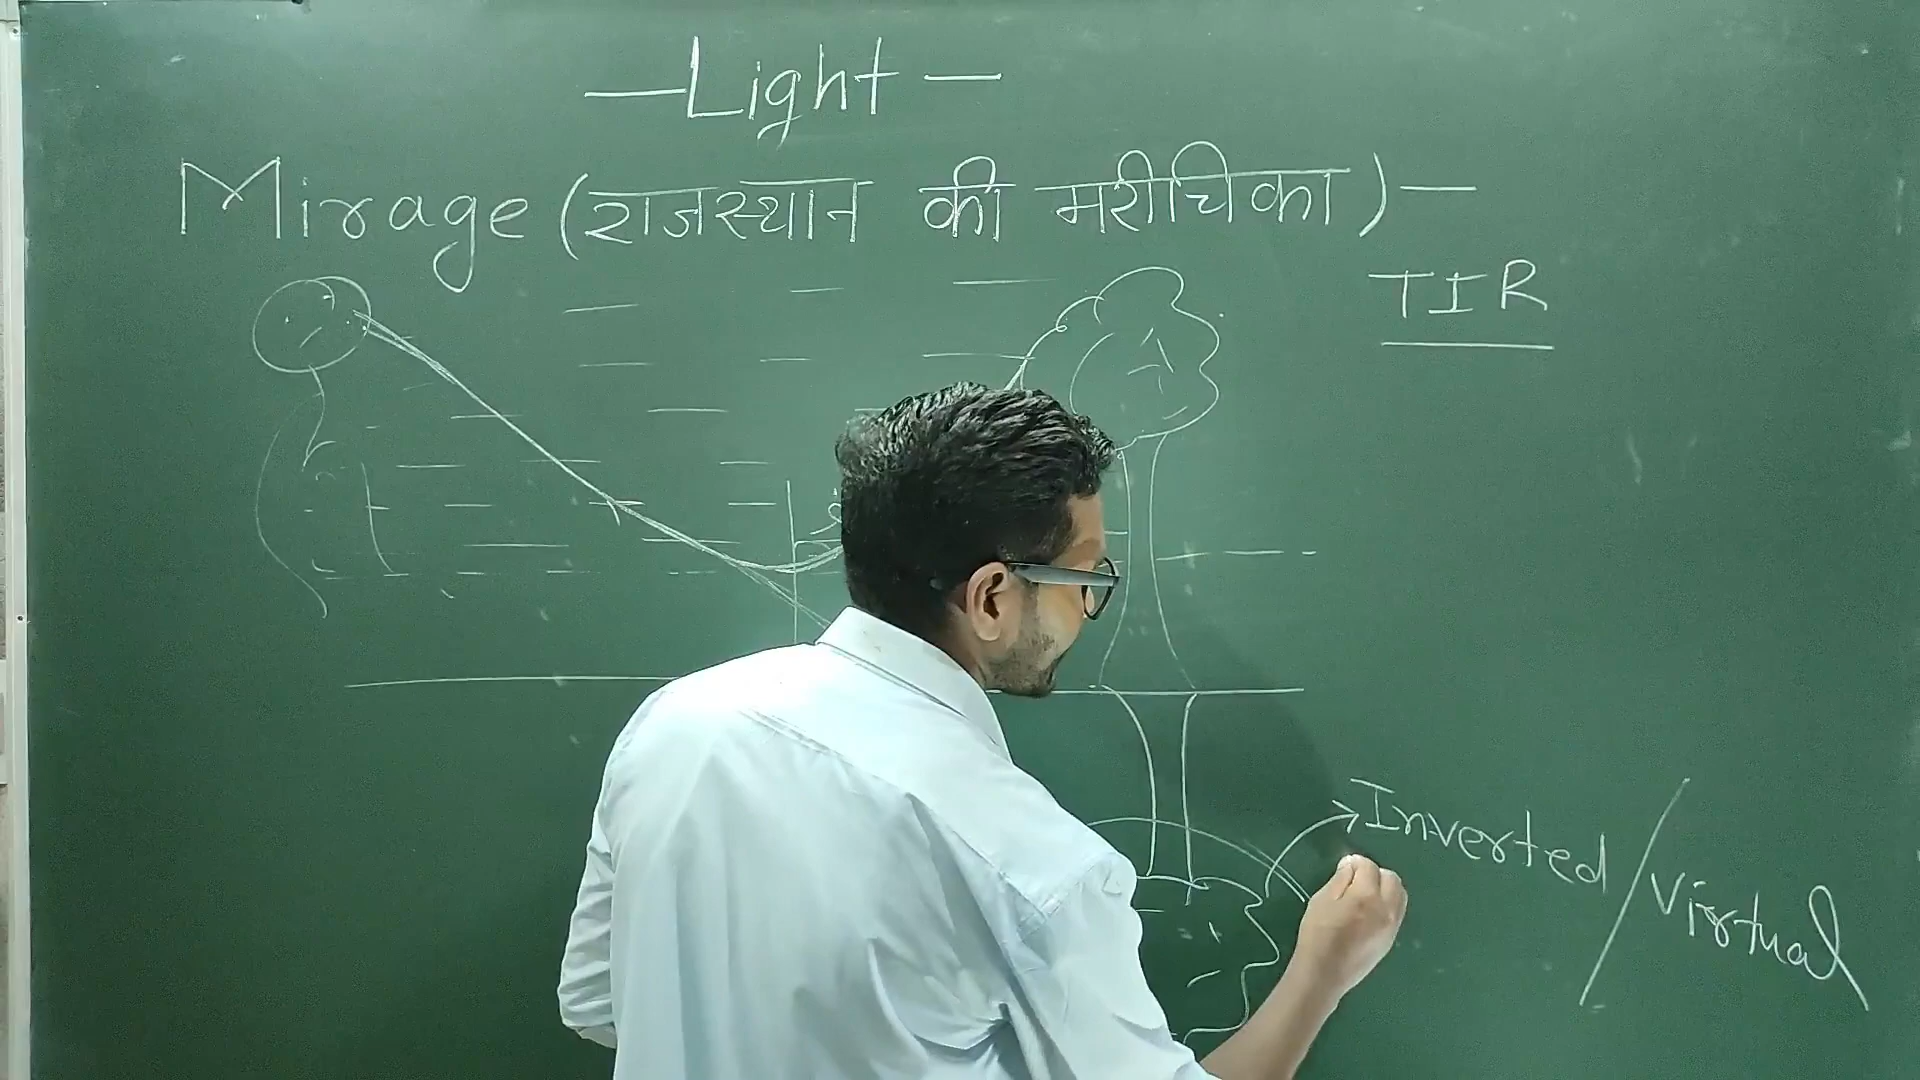 —Light—
Mirage (राजस्थान की मरीचिका)—
TIR
Inverted/Virtual